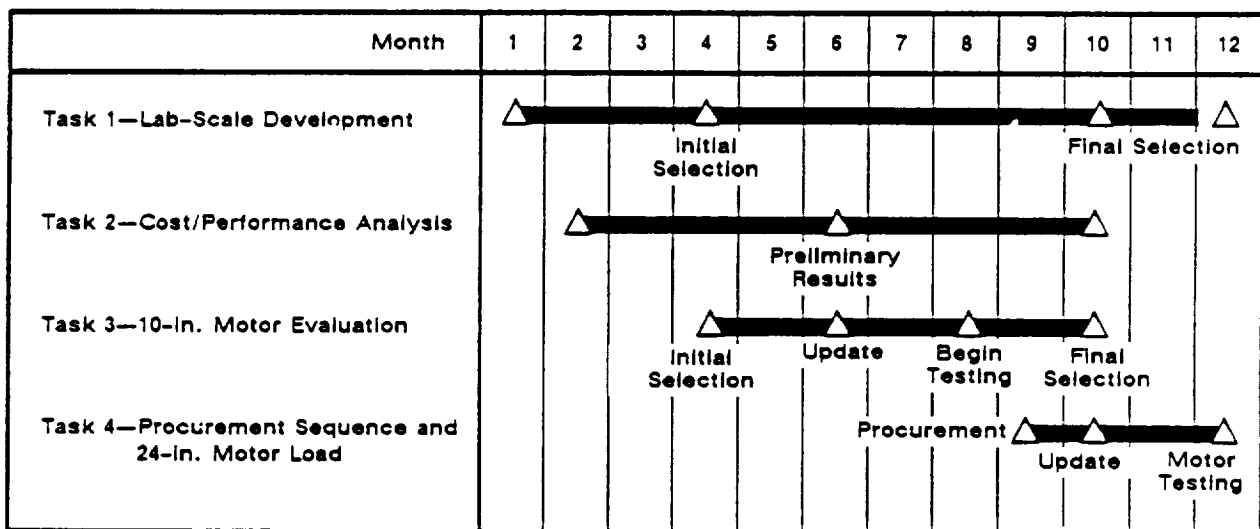 Month 1 2 3 4 5 6 7 8 9 10 11 12
Task 1—Lab-Scale Development
Initial
Selection
Final Selection
Task 2—Cost/Performance Analysis
Preliminary
Results
Task 3—10-in. Motor Evaluation
Initial
Selection
Update
Begin
Testing
Final
Selection
Task 4—Procurement Sequence and
24-in. Motor Load
Procurement
Update
Motor
Testing